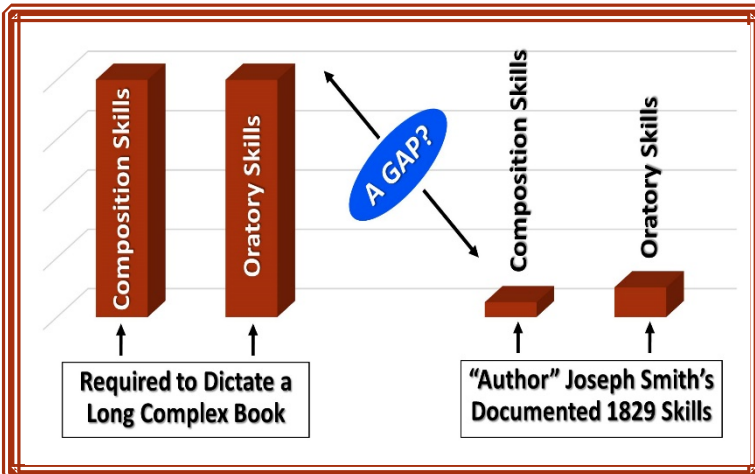 Composition Skills
Oratory Skills
A GAP?
Composition Skills
Oratory Skills
Required to Dictate a
Long Complex Book
“Author” Joseph Smith’s
Documented 1829 Skills